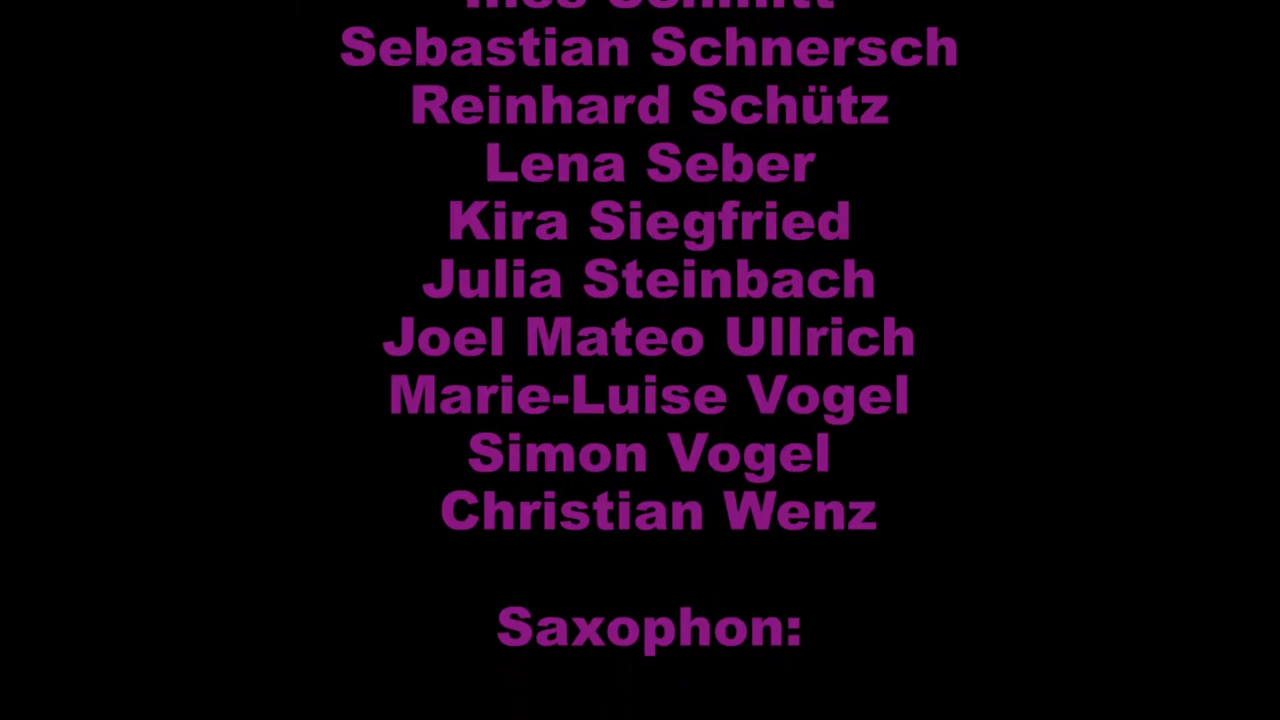 Sebastian Schnersch
Reinhard Schütz
Lena Seber
Kira Siegfried
Julia Steinbach
Joel Mateo Ullrich
Marie-Luise Vogel
Simon Vogel
Christian Wenz
Saxophon: